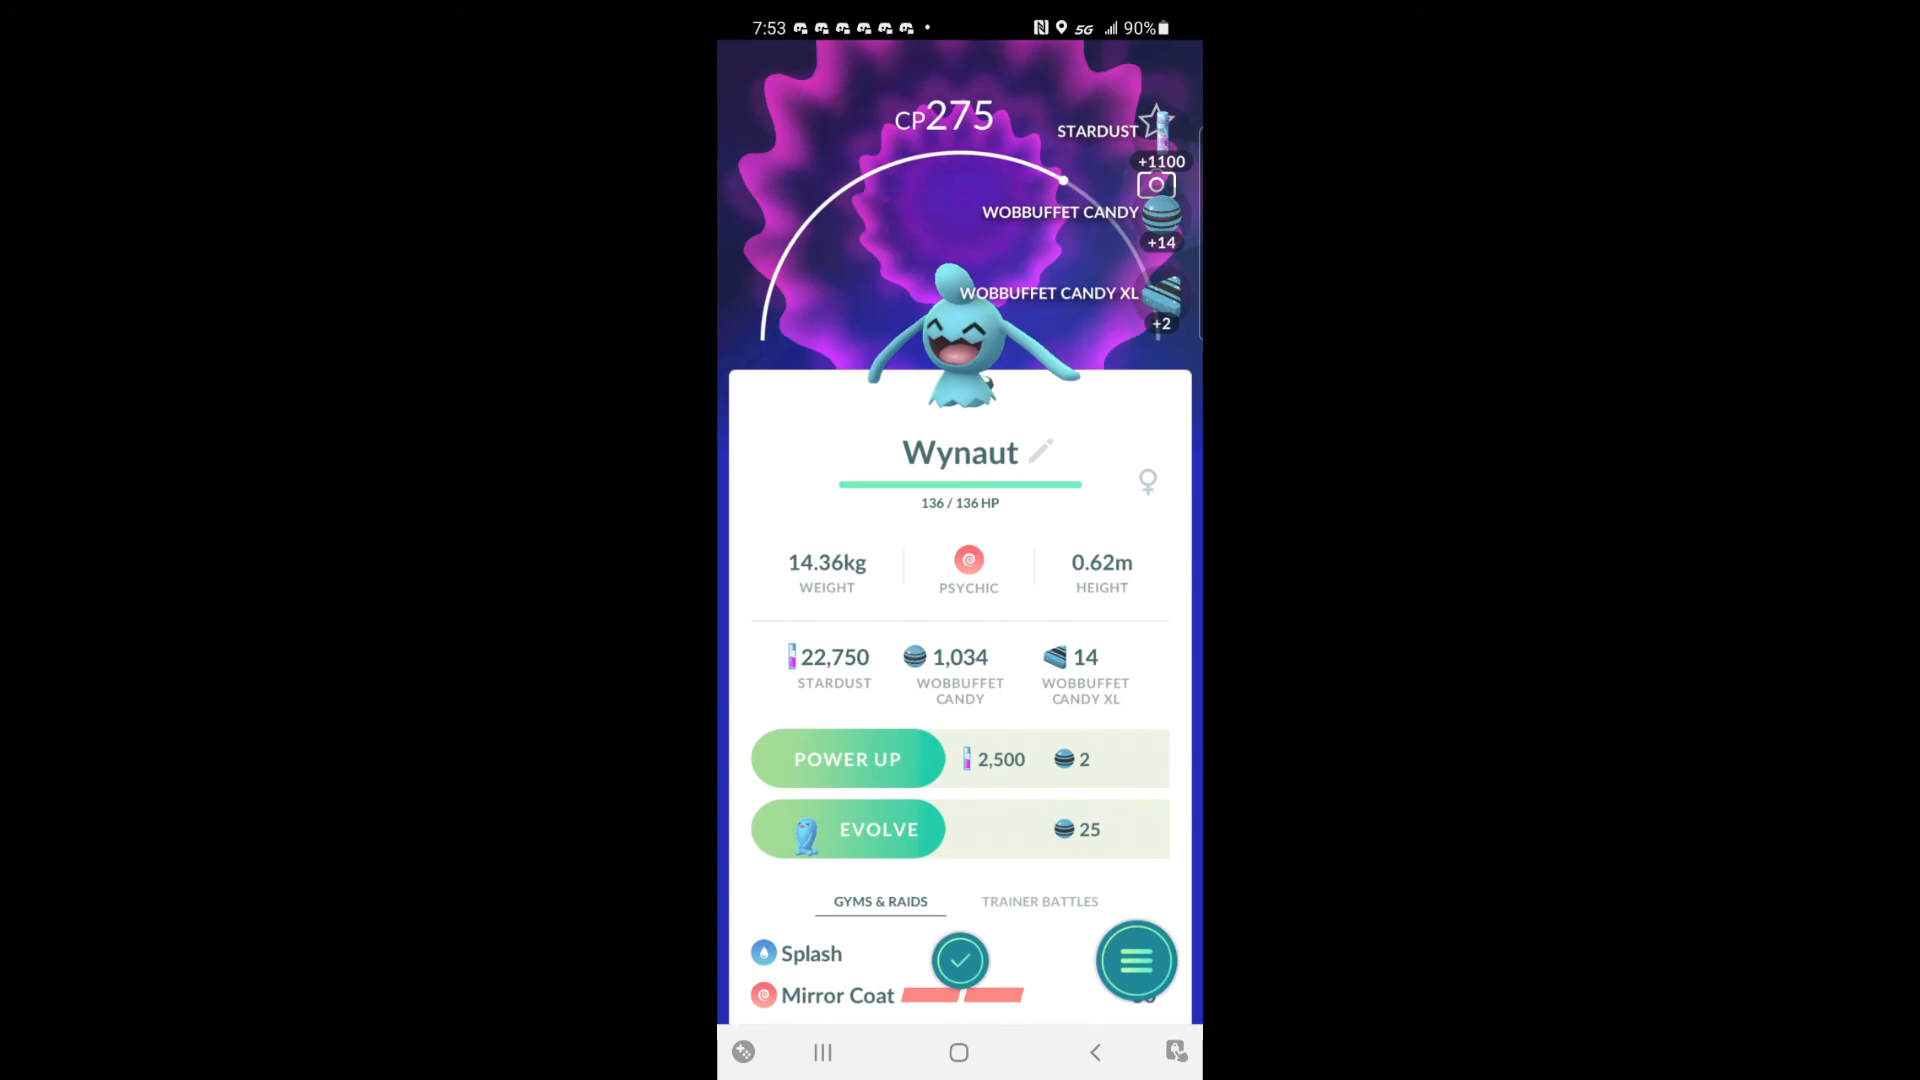 7:53 5G 90%
CP275
STARDUST
+1100
WOBBUFFET CANDY
+14
WOBBUFFET CANDY XL
+2
Wynaut
136 / 136 HP
14.36kg
WEIGHT
PSYCHIC
0.62m
HEIGHT
22,750
STARDUST
1,034
WOBBUFFET
CANDY
14
WOBBUFFET
CANDY XL
POWER UP 2,500 2
EVOLVE 25
GYMS & RAIDS TRAINER BATTLES
Splash
Mirror Coat